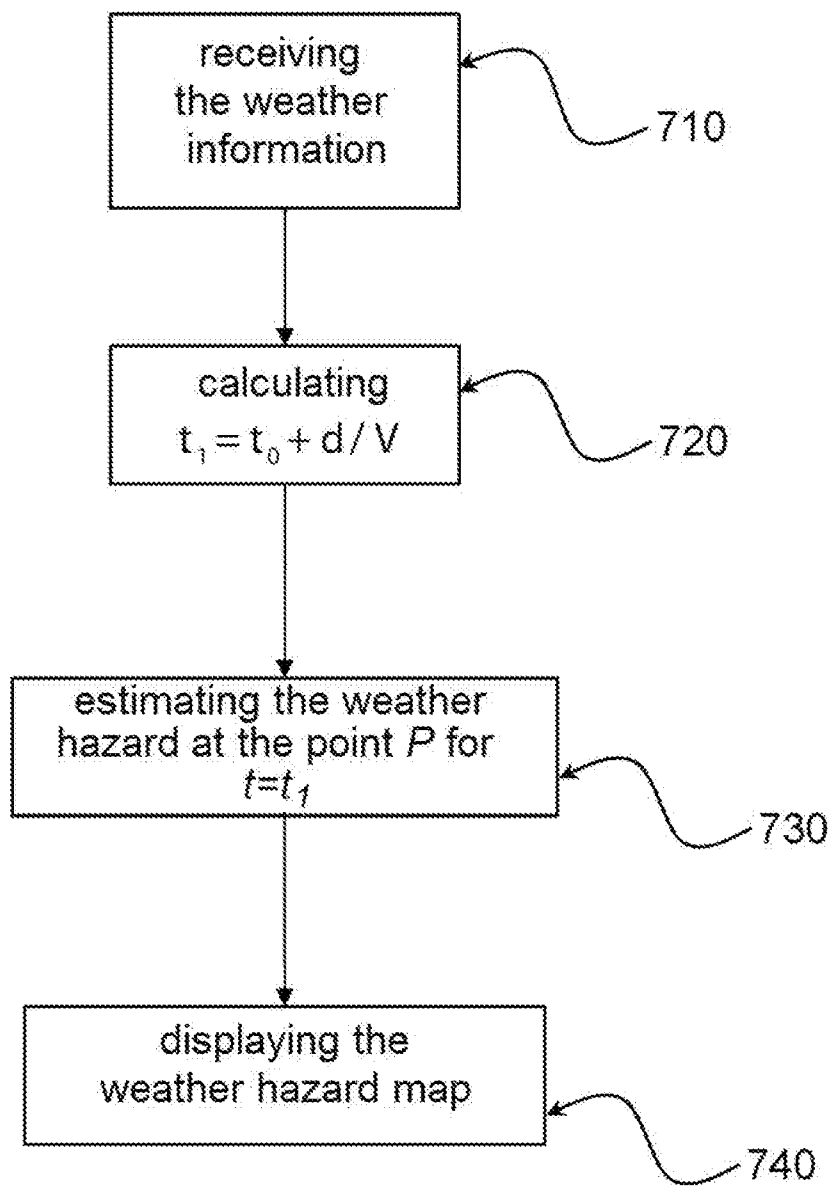 receiving
the weather
information
710
calculating
t₁ = t₀ + d / V
720
estimating the weather
hazard at the point P for
t=t₁
730
displaying the
weather hazard map
740